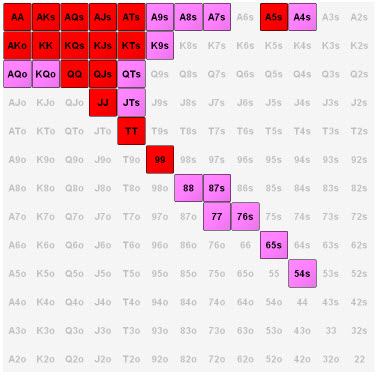 AA AKs AQs AJs ATs A9s A8s A7s A6s A5s A4s A3s A2s
AKo KK KQs KJs KTs K9s K8s K7s K6s K5s K4s K3s K2s
AQo KQo QQ QJs QTs Q9s Q8s Q7s Q6s Q5s Q4s Q3s Q2s
AJo KJo QJo JJ JTs J9s J8s J7s J6s J5s J4s J3s J2s
ATo KTo QTo JTo TT T9s T8s T7s T6s T5s T4s T3s T2s
A9o K9o Q9o J9o T9o 99 98s 97s 96s 95s 94s 93s 92s
A8o K8o Q8o J8o T8o 98o 88 87s 86s 85s 84s 83s 82s
A7o K7o Q7o J7o T7o 97o 87o 77 76s 75s 74s 73s 72s
A6o K6o Q6o J6o T6o 96o 86o 76o 66 65s 64s 63s 62s
A5o K5o Q5o J5o T5o 95o 85o 75o 65o 55 54s 53s 52s
A4o K4o Q4o J4o T4o 94o 84o 74o 64o 54o 44 43s 42s
A3o K3o Q3o J3o T3o 93o 83o 73o 63o 53o 43o 33 32s
A2o K2o Q2o J2o T2o 92o 82o 72o 62o 52o 42o 32o 22